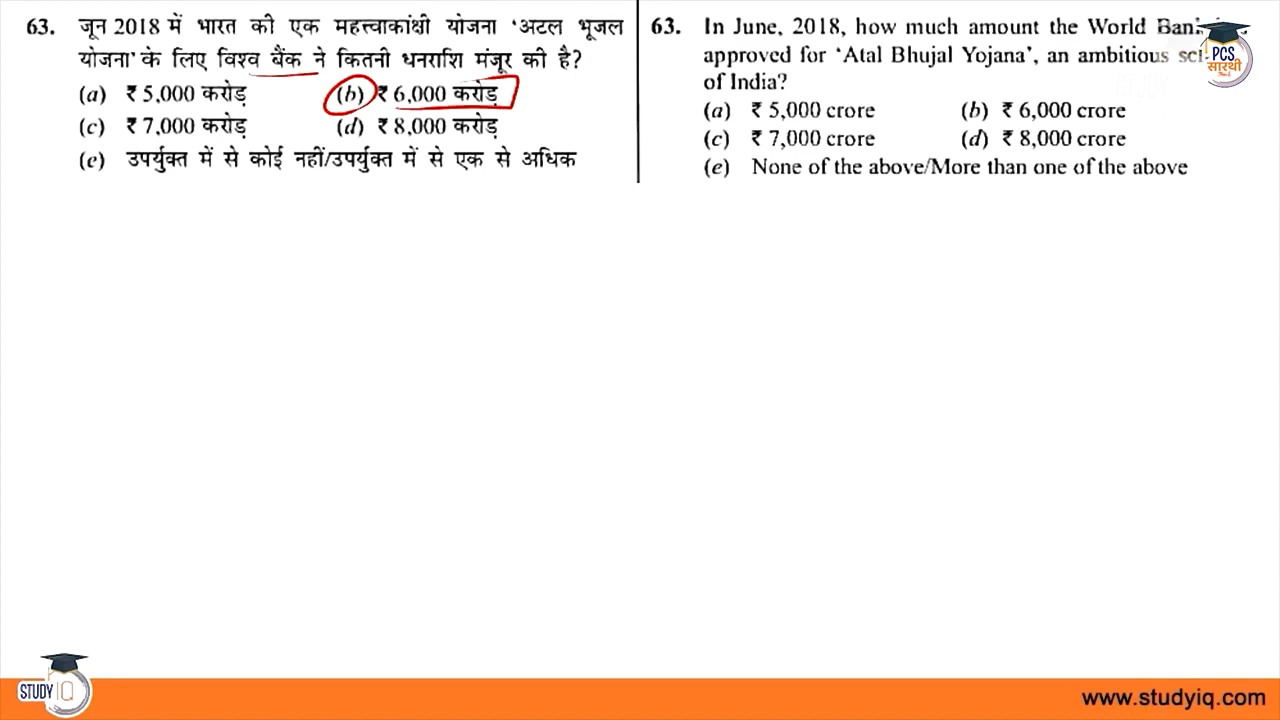 63. जून 2018 में भारत की एक महत्त्वाकांक्षी योजना ‘अटल भूजल
योजना’ के लिए विश्व बैंक ने कितनी धनराशि मंजूर की है?
(a) ₹ 5,000 करोड़ (b) ₹ 6,000 करोड़
(c) ₹ 7,000 करोड़ (d) ₹ 8,000 करोड़
(e) उपर्युक्त में से कोई नहीं/उपर्युक्त में से एक से अधिक
63. In June, 2018, how much amount the World
approved for ‘Atal Bhujal Yojana’, an ambitious
of India?
(a) ₹ 5,000 crore (b) ₹ 6,000 crore
(c) ₹ 7,000 crore (d) ₹ 8,000 crore
(e) None of the above/More than one of the above
PCS
सारथी
STUDY IQ
www.studyiq.com